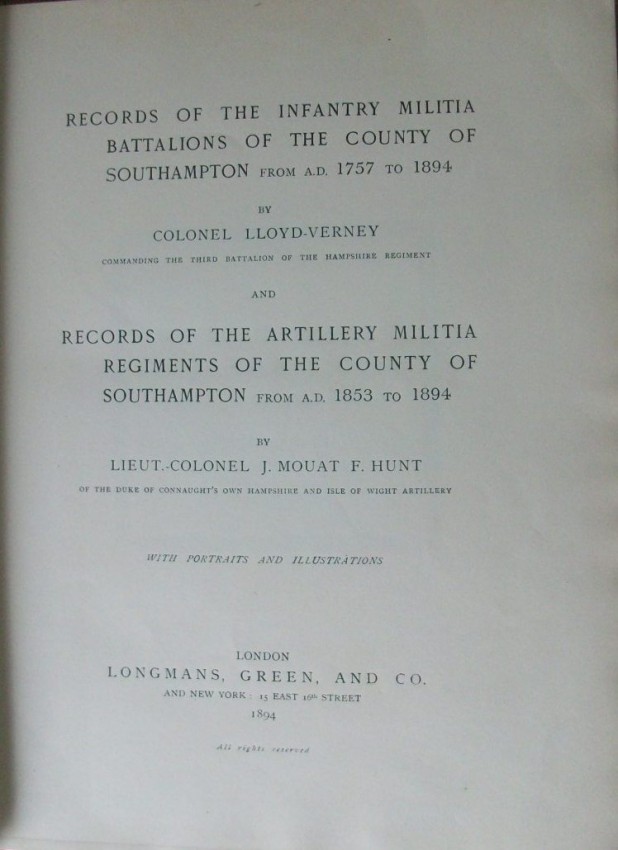 RECORDS OF THE INFANTRY MILITIA
BATTALIONS OF THE COUNTY OF
SOUTHAMPTON FROM A.D. 1757 TO 1894
BY
COLONEL LLOYD-VERNEY
COMMANDING THE THIRD BATTALION OF THE HAMPSHIRE REGIMENT
AND
RECORDS OF THE ARTILLERY MILITIA
REGIMENTS OF THE COUNTY OF
SOUTHAMPTON FROM A.D. 1853 TO 1894
BY
LIEUT.-COLONEL J. MOUAT F. HUNT
OF THE DUKE OF CONNAUGHT'S OWN HAMPSHIRE AND ISLE OF WIGHT ARTILLERY
WITH PORTRAITS AND ILLUSTRATIONS
LONDON
LONGMANS, GREEN, AND CO.
AND NEW YORK: 15 EAST 16th STREET
1894
All rights reserved